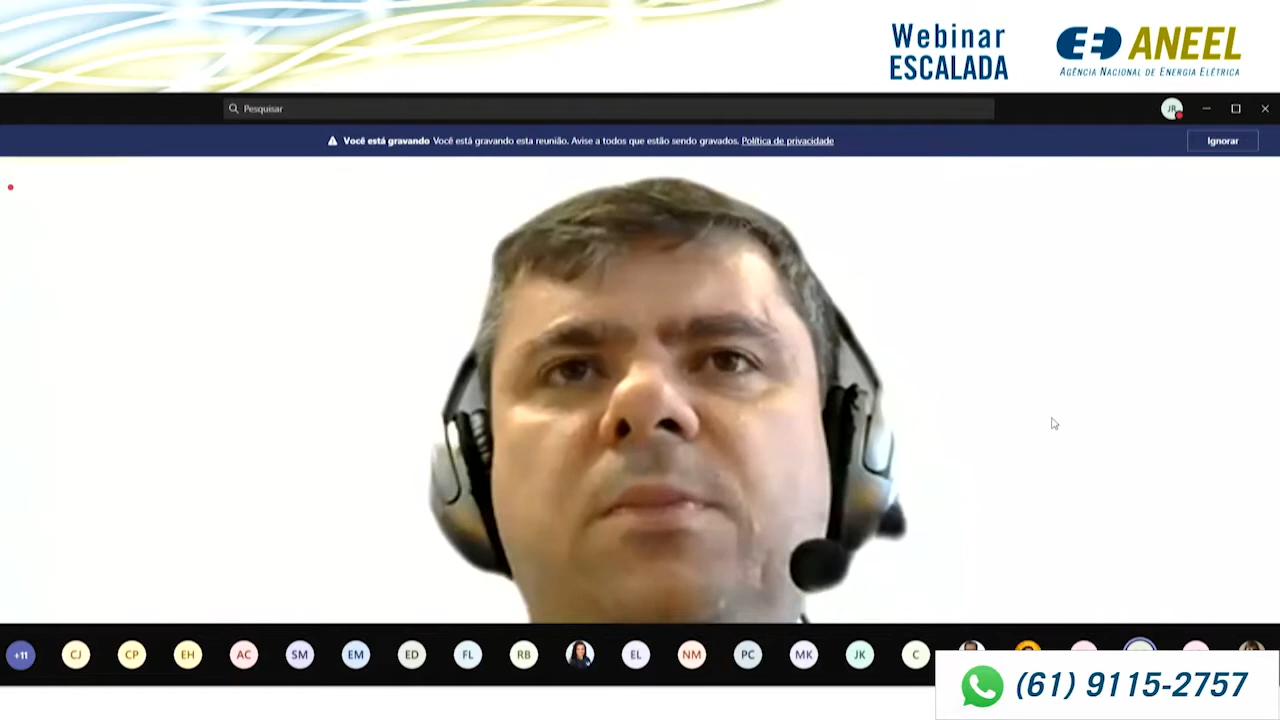 Webinar
ESCALADA
ANEEL
AGÊNCIA NACIONAL DE ENERGIA ELÉTRICA
Pesquisar
JR
Você está gravando Você está gravando esta reunião. Avise a todos que estão sendo gravados. Política de privacidade
Ignorar
+11 CJ CP EH AC SM EM ED FL RB EL NM PC MK JK C
(61) 9115-2757